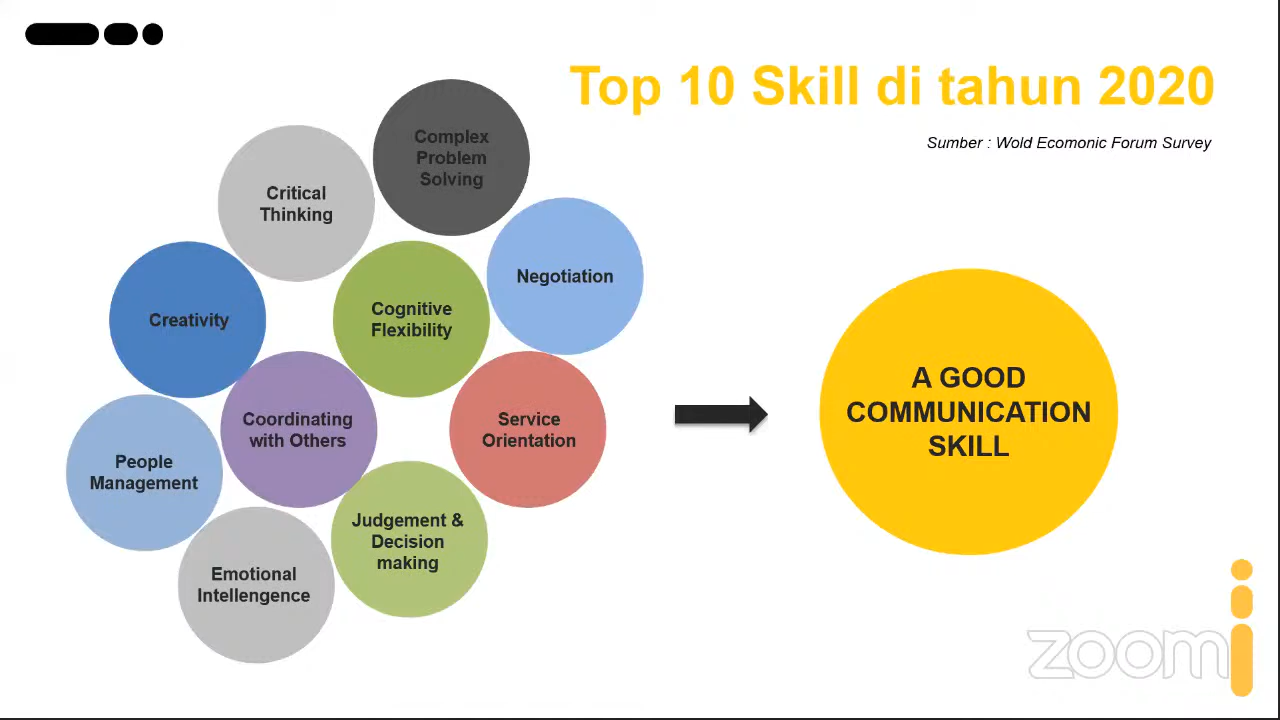 Top 10 Skill di tahun 2020
Sumber : Wold Ecomonic Forum Survey
Complex
Problem
Solving
Critical
Thinking
Negotiation
Creativity
Cognitive
Flexibility
Coordinating
with Others
Service
Orientation
People
Management
Judgement &
Decision
making
Emotional
Intellengence
A GOOD
COMMUNICATION
SKILL
zoom